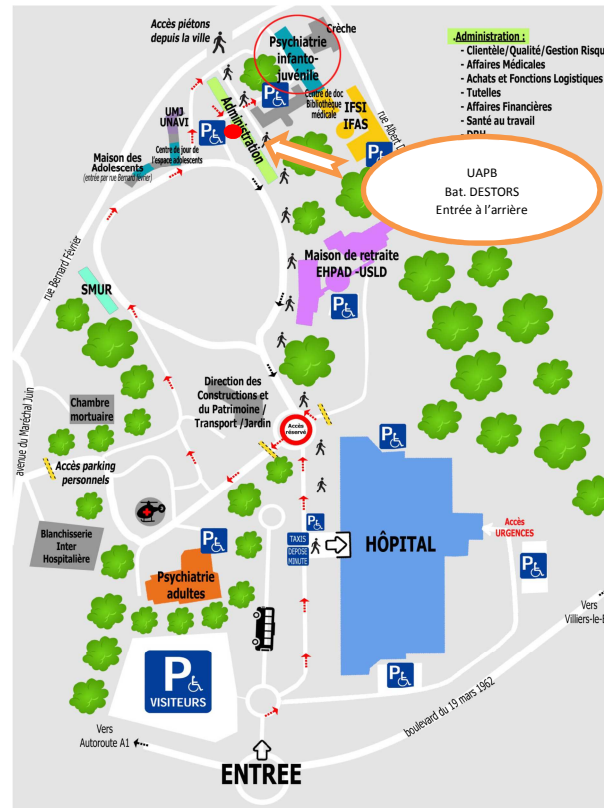 Accès piétons
depuis la ville
Crèche
Psychiatrie
infanto-
juvénile
Administration :
- Clientèle/Qualité/Gestion Risqu
- Affaires Médicales
- Achats et Fonctions Logistiques
- Tutelles
- Affaires Financières
- Santé au travail
- DRH
UMJ
UNAVI
P
P
Administration
Centre de doc
Bibliothèque
médicale
IFSI
IFAS
rue Albert
P
Centre de jour de
l'espace adolescents
Maison des
Adolescents
(entrée par rue Bernard février)
UAPB
Bat. DESTORS
Entrée à l'arrière
rue Bernard Février
SMUR
Maison de retraite
EHPAD -USLD
P
avenue du Maréchal Juin
Chambre
mortuaire
Direction des
Constructions et
du Patrimoine /
Transport /Jardin
Accès
réservé
P
Accès parking
personnels
Blanchisserie
Inter
Hospitalière
P
P
TAXIS
DEPOSE
MINUTE
HÔPITAL
Accès
URGENCES
P
Psychiatrie
adultes
P
VISITEURS
P
Vers
Villiers-le-B
boulevard du 19 mars 1962
Vers
Autoroute A1
ENTREE